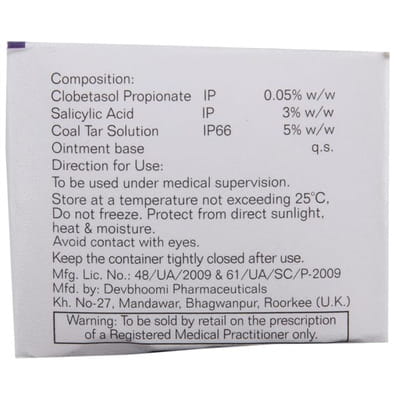 Composition:
Clobetasol Propionate IP 0.05% w/w
Salicylic Acid IP 3% w/w
Coal Tar Solution IP66 5% w/w
Ointment base q.s.
Direction for Use:
To be used under medical supervision.
Store at a temperature not exceeding 25°C,
Do not freeze. Protect from direct sunlight,
heat & moisture.
Avoid contact with eyes.
Keep the container tightly closed after use.
Mfg. Lic. No.: 48/UA/2009 & 61/UA/SC/P-2009
Mfd. by: Devbhoomi Pharmaceuticals
Kh. No-27, Mandawar, Bhagwanpur, Roorkee (U.K.)
Warning: To be sold by retail on the prescription
of a Registered Medical Practitioner only.